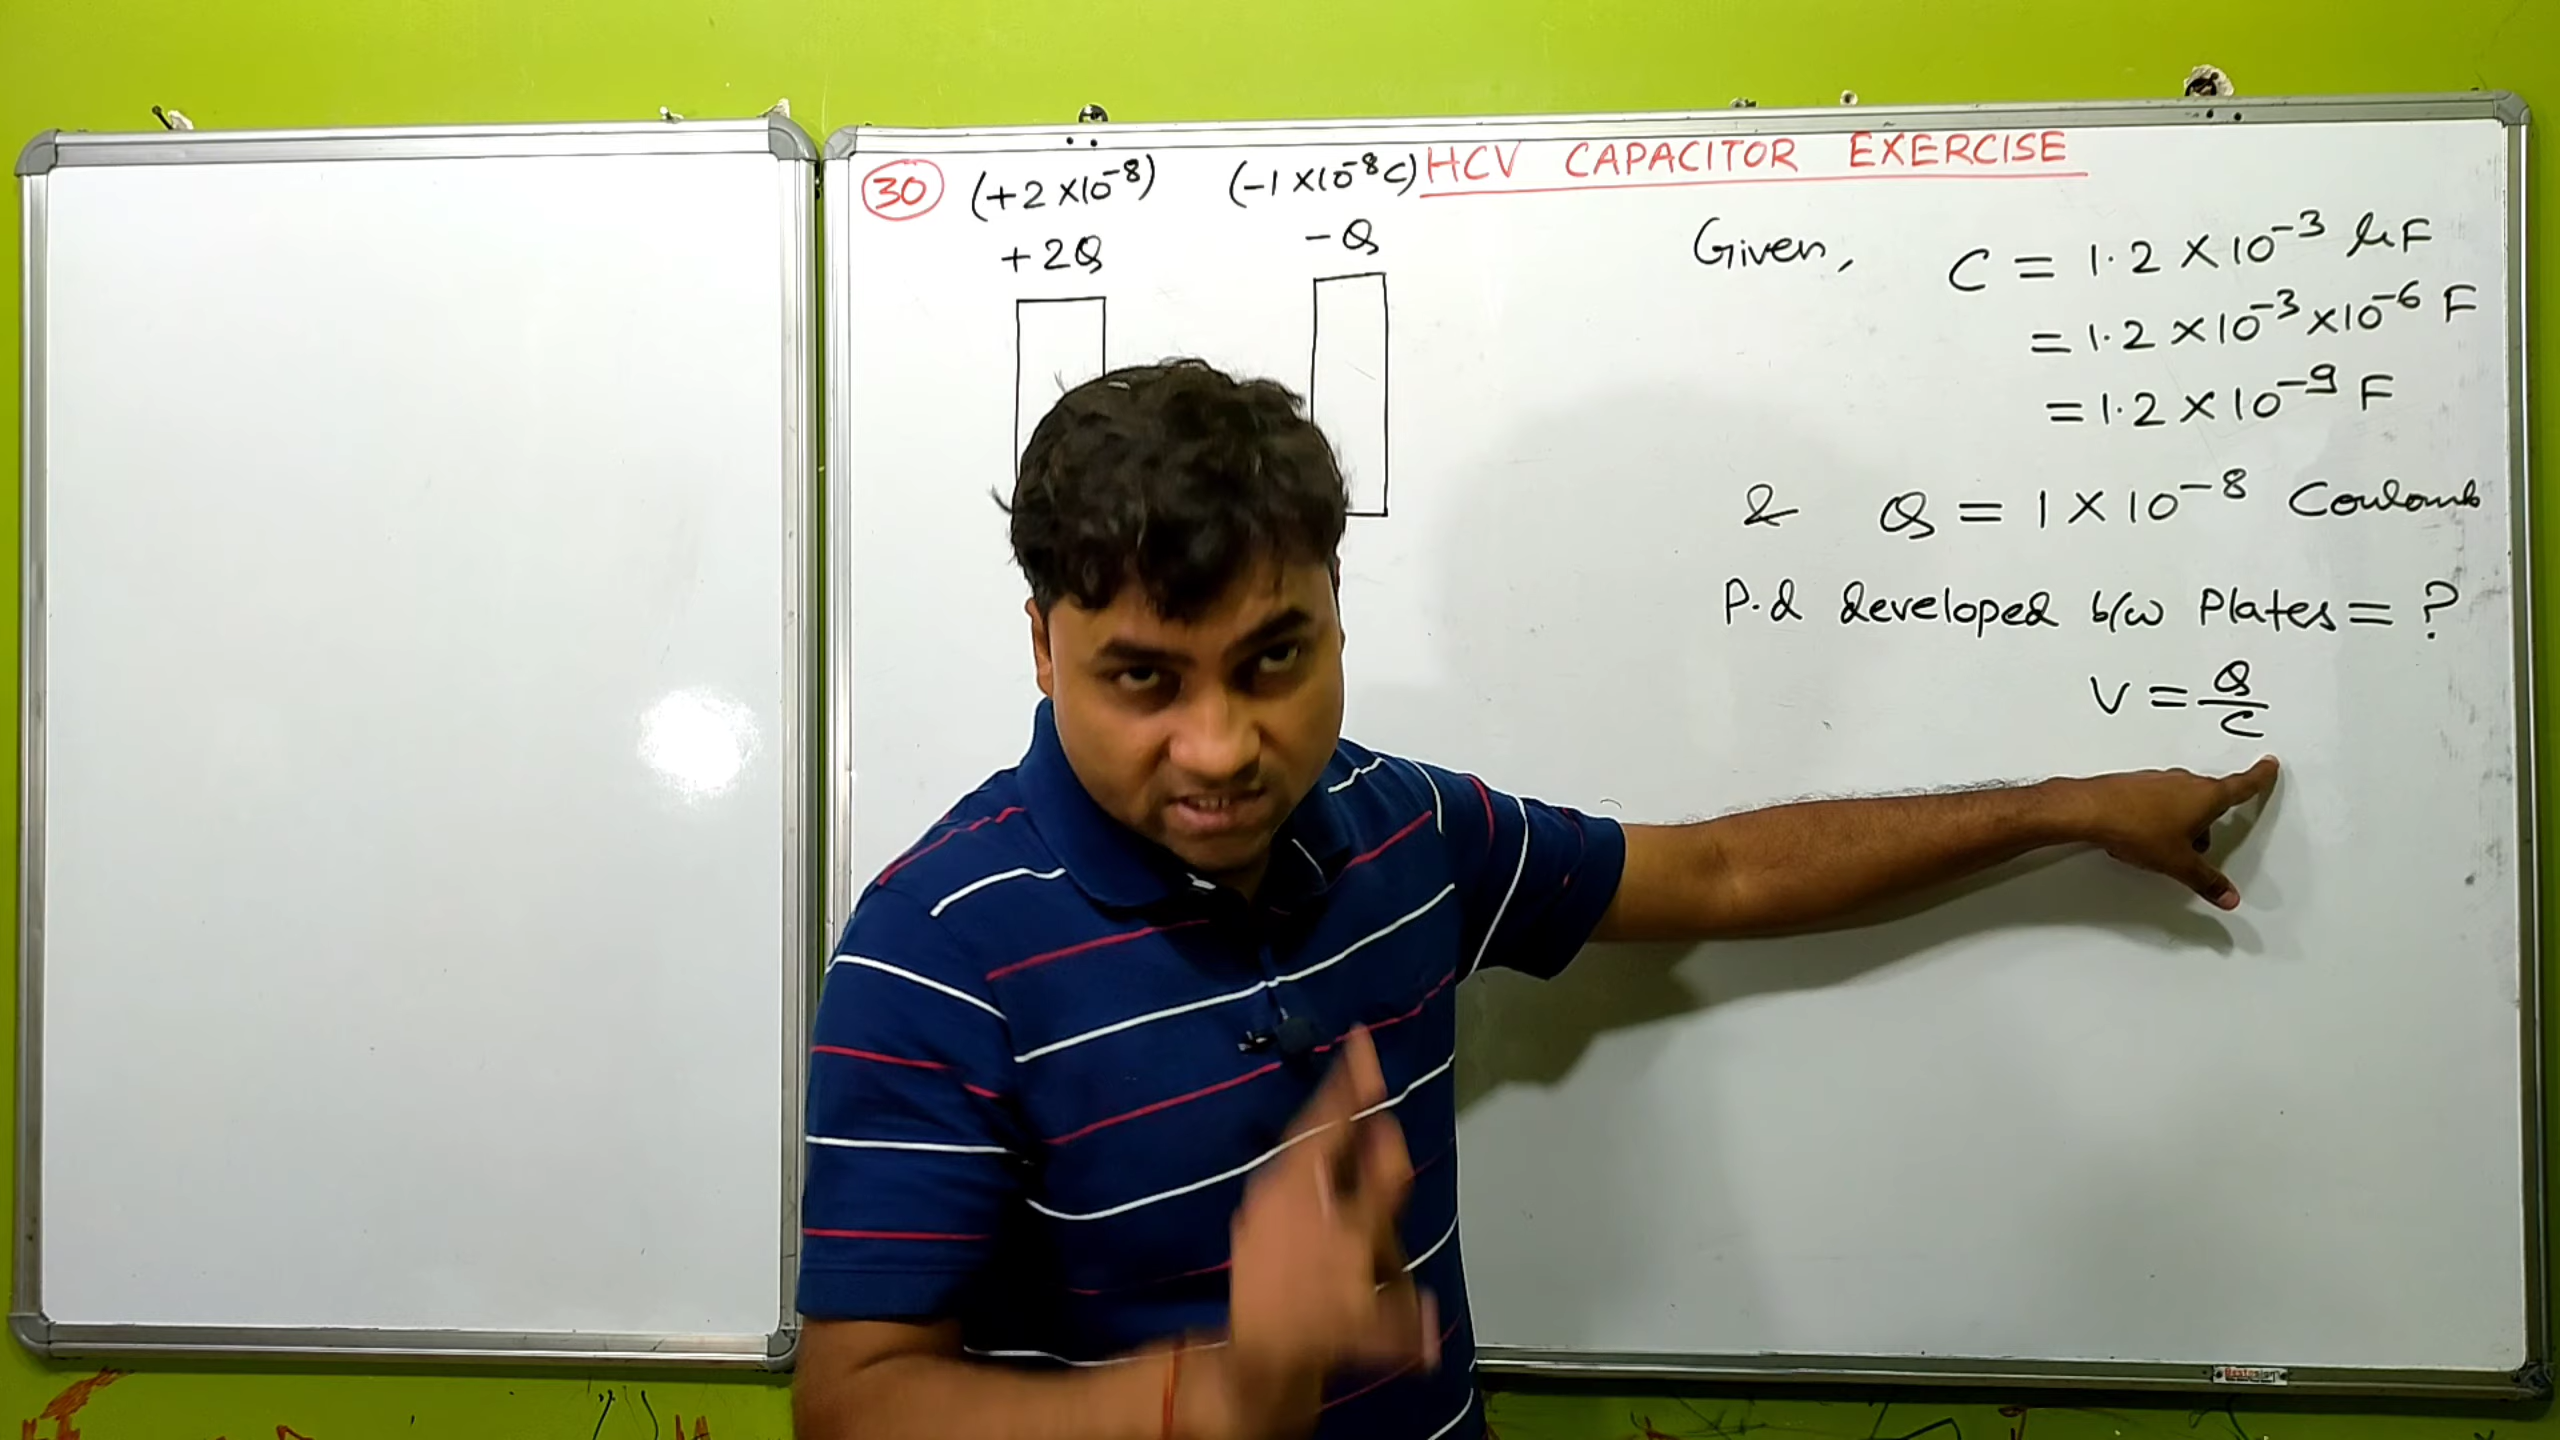 HCV CAPACITOR EXERCISE
30 (+2 ×10⁻⁸) (-1 ×10⁻⁸C)
+2Q -Q
Given, C = 1.2 × 10⁻³ μF
= 1.2 × 10⁻³ ×10⁻⁶ F
= 1.2 × 10⁻⁹ F
& Q = 1 × 10⁻⁸ Coulomb
P.d developed b/w Plates = ?
V = Q/C